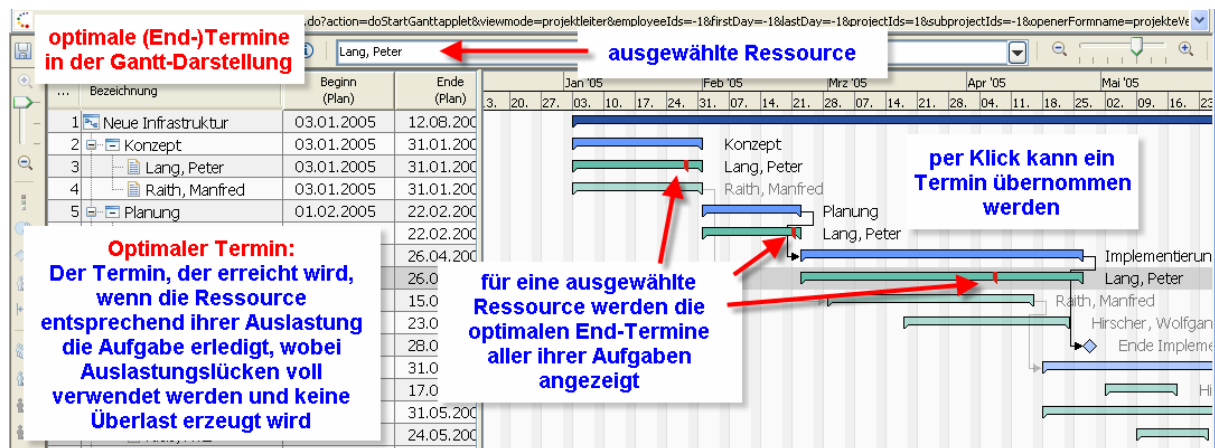 .do?action=doStartGanttapplet&viewmode=projektleiter&employeeIds=-1&firstDay=-1&lastDay=-1&projectIds=1&subprojectIds=-1&openerFormname=projekteVe
optimale (End-)Termine
in der Gantt-Darstellung
Lang, Peter
ausgewählte Ressource
... Bezeichnung Beginn (Plan) Ende (Plan)
Jan '05 Feb '05 Mrz '05 Apr '05 Mai '05
3. 20. 27. 03. 10. 17. 24. 31. 07. 14. 21. 28. 07. 14. 21. 28. 04. 11. 18. 25. 02. 09. 16. 23
1 Neue Infrastruktur 03.01.2005 12.08.200
2 Konzept 03.01.2005 31.01.200 Konzept
3 Lang, Peter 03.01.2005 31.01.200 Lang, Peter
4 Raith, Manfred 03.01.2005 31.01.200 Raith, Manfred
5 Planung 01.02.2005 22.02.200 Planung
22.02.200 Lang, Peter
26.04.200 Implementierun
26.0 Lang, Peter
15.0 Raith, Manfred
23.0 Hirscher, Wolfgan
28.0 Ende Impleme
31.0
17.0 Hi
31.05.200
24.05.200
per Klick kann ein
Termin übernommen
werden
Optimaler Termin:
Der Termin, der erreicht wird,
wenn die Ressource
entsprechend ihrer Auslastung
die Aufgabe erledigt, wobei
Auslastungslücken voll
verwendet werden und keine
Überlast erzeugt wird
für eine ausgewählte
Ressource werden die
optimalen End-Termine
aller ihrer Aufgaben
angezeigt